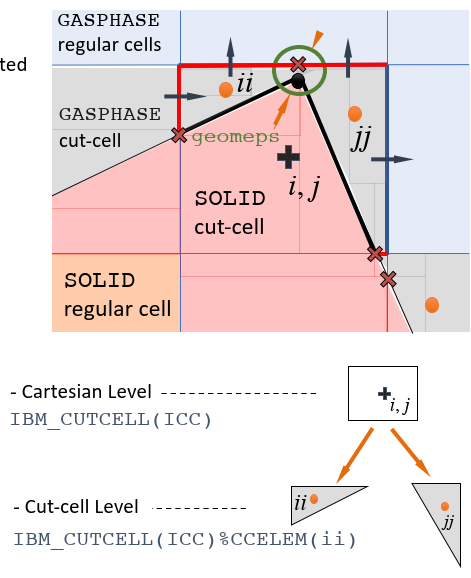 GASPHASE
regular cells
ted
ii
GASPHASE
cut-cell
geomeps
jj
i, j
SOLID
cut-cell
SOLID
regular cell
- Cartesian Level
i, j
IBM_CUTCELL(ICC)
ii
- Cut-cell Level
jj
IBM_CUTCELL(ICC)%CCELEM(ii)